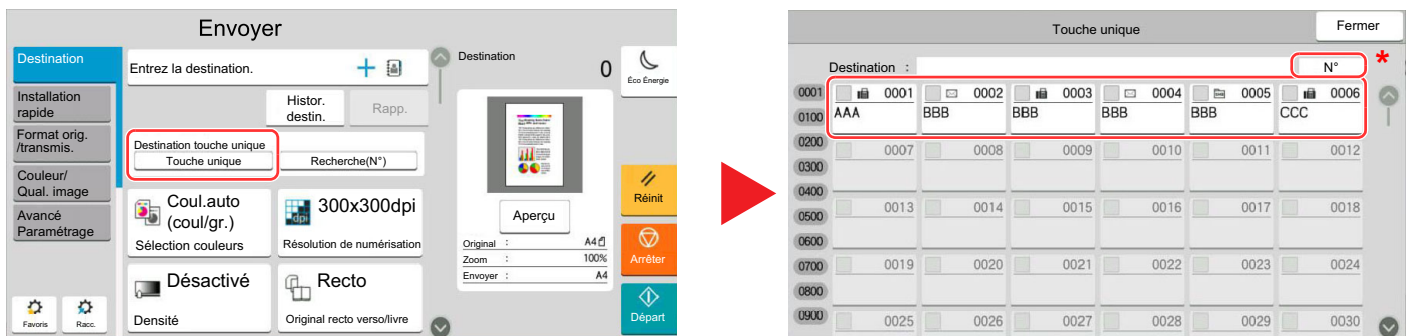 Envoyer
Destination
Installation
rapide
Format orig.
/transmis.
Couleur/
Qual. image
Avancé
Paramétrage
Favoris
Racc.
Entrez la destination.
Histor.
destin.
Rapp.
Destination touche unique
Touche unique
Recherche(N°)
Coul.auto
(coul/gr.)
Sélection couleurs
dpi
300x300dpi
Résolution de numérisation
Désactivé
Densité
Recto
Original recto verso/livre
Destination
0
Aperçu
Original : A4
Zoom : 100%
Envoyer : A4
Éco Énergie
Réinit
Arrêter
Départ
Touche unique
Fermer
Destination :
N°
*
0001
0100
0200
0300
0400
0500
0600
0700
0800
0900
0001 0002 0003 0004 0005 0006
AAA BBB BBB BBB BBB CCC
0007 0008 0009 0010 0011 0012
0013 0014 0015 0016 0017 0018
0019 0020 0021 0022 0023 0024
0025 0026 0027 0028 0029 0030